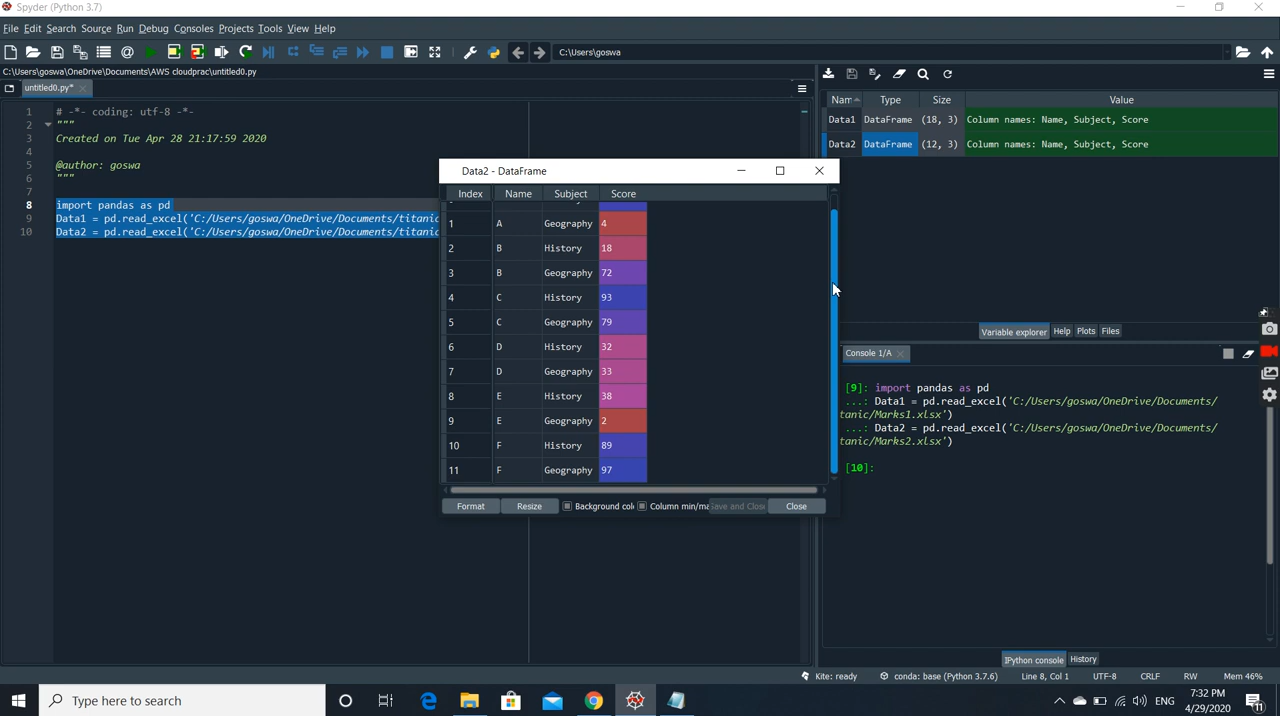 Spyder (Python 3.7)
File Edit Search Source Run Debug Consoles Projects Tools View Help
C:\Users\goswa
C:\Users\goswa\OneDrive\Documents\AWS cloudprac\untitled0.py
untitled0.py*
1 # -*- coding: utf-8 -*-
2 """
3 Created on Tue Apr 28 21:17:59 2020
4
5 @author: goswa
6 """
7
8 import pandas as pd
9 Data1 = pd.read_excel('C:/Users/goswa/OneDrive/Documents/titanic
10 Data2 = pd.read_excel('C:/Users/goswa/OneDrive/Documents/titanic
Data2 - DataFrame
Index Name Subject Score
1 A Geography 4
2 B History 18
3 B Geography 72
4 C History 93
5 C Geography 79
6 D History 32
7 D Geography 33
8 E History 38
9 E Geography 2
10 F History 89
11 F Geography 97
Format Resize Background colo Column min/ma Save and Close Close
Nam Type Size Value
Data1 DataFrame (18, 3) Column names: Name, Subject, Score
Data2 DataFrame (12, 3) Column names: Name, Subject, Score
Variable explorer Help Plots Files
Console 1/A
[9]: import pandas as pd
...: Data1 = pd.read_excel('C:/Users/goswa/OneDrive/Documents/
tanic/Marks1.xlsx')
...: Data2 = pd.read_excel('C:/Users/goswa/OneDrive/Documents/
tanic/Marks2.xlsx')
[10]:
IPython console History
Kite: ready conda: base (Python 3.7.6) Line 8, Col 1 UTF-8 CRLF RW Mem 46%
Type here to search
ENG
7:32 PM
4/29/2020
11